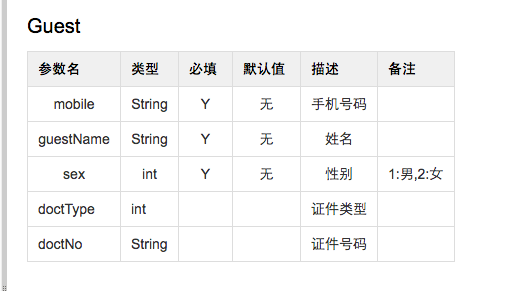 Guest
参数名 类型 必填 默认值 描述 备注
mobile String Y 无 手机号码
guestName String Y 无 姓名
sex int Y 无 性别 1:男,2:女
doctType int 证件类型
doctNo String 证件号码